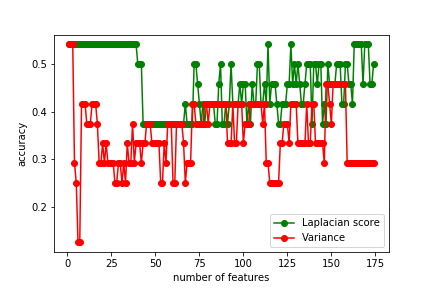 0.5
0.4
0.3
0.2
accuracy
0 25 50 75 100 125 150 175
number of features
Laplacian score
Variance